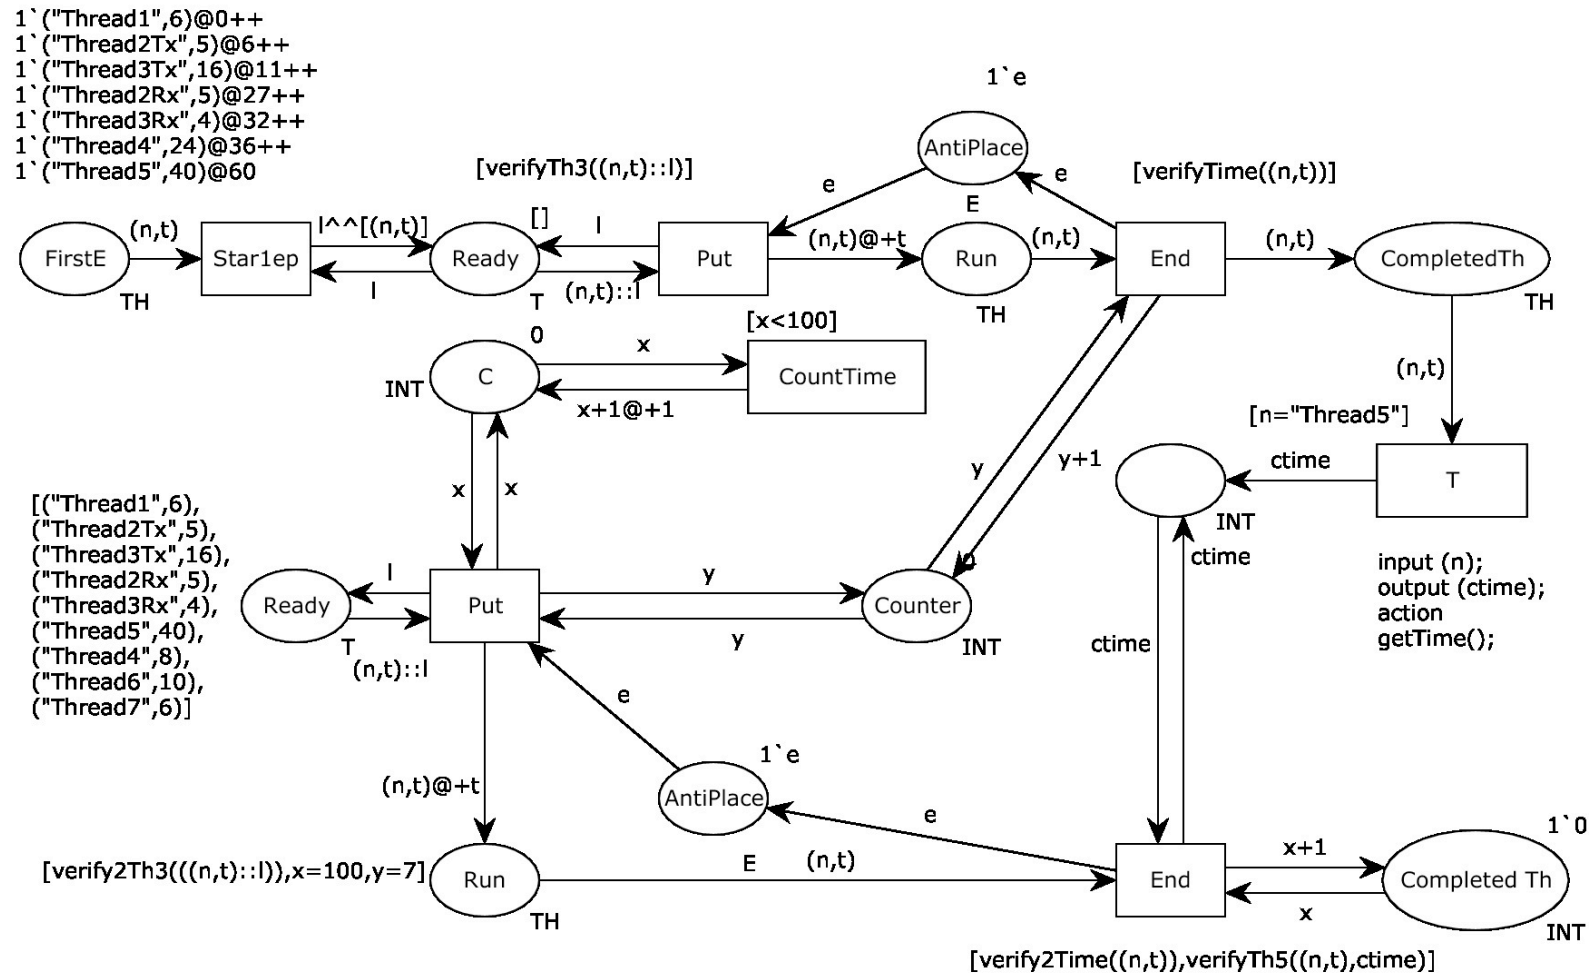 1`("Thread1",6)@0++
1`("Thread2Tx",5)@6++
1`("Thread3Tx",16)@11++
1`("Thread2Rx",5)@27++
1`("Thread3Rx",4)@32++
1`("Thread4",24)@36++
1`("Thread5",40)@60
1`e
AntiPlace
E
[verifyTh3((n,t)::l)]
[verifyTime((n,t))]
e
e
FirstE
TH
(n,t)
Star1ep
l^^[(n,t)]
l
[]
Ready
T
l
(n,t)::l
Put
(n,t)@+t
Run
TH
(n,t)
End
(n,t)
CompletedTh
TH
0
C
INT
x
x+1@+1
[x<100]
CountTime
(n,t)
[n="Thread5"]
T
ctime
INT
input (n);
output (ctime);
action
getTime();
y
y+1
x
x
[("Thread1",6),
("Thread2Tx",5),
("Thread3Tx",16),
("Thread2Rx",5),
("Thread3Rx",4),
("Thread5",40),
("Thread4",8),
("Thread6",10),
("Thread7",6)]
Ready
T
l
(n,t)::l
Put
y
y
0
Counter
INT
ctime
ctime
e
1`e
AntiPlace
E
e
(n,t)@+t
[verify2Th3(((n,t)::l)),x=100,y=7]
Run
TH
(n,t)
End
x+1
x
1`0
Completed Th
INT
[verify2Time((n,t)),verifyTh5((n,t),ctime)]